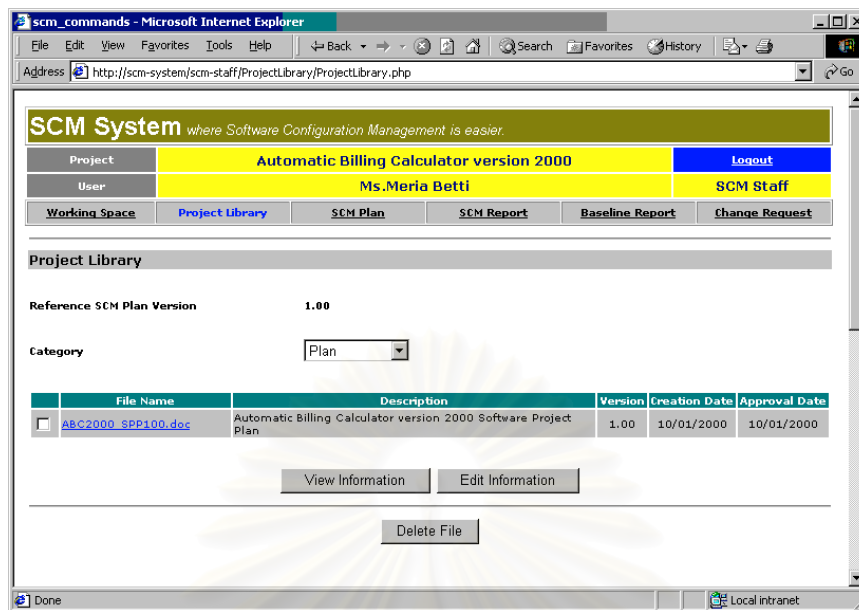 scm_commands - Microsoft Internet Explorer
File Edit View Favorites Tools Help Back Search Favorites History
Address http://scm-system/scm-staff/ProjectLibrary/ProjectLibrary.php Go
SCM System where Software Configuration Management is easier.
Project Automatic Billing Calculator version 2000 Logout
User Ms.Meria Betti SCM Staff
Working Space Project Library SCM Plan SCM Report Baseline Report Change Request
Project Library
Reference SCM Plan Version 1.00
Category Plan
File Name Description Version Creation Date Approval Date
ABC2000_SPP100.doc Automatic Billing Calculator version 2000 Software Project
Plan 1.00 10/01/2000 10/01/2000
View Information Edit Information
Delete File
Done Local intranet